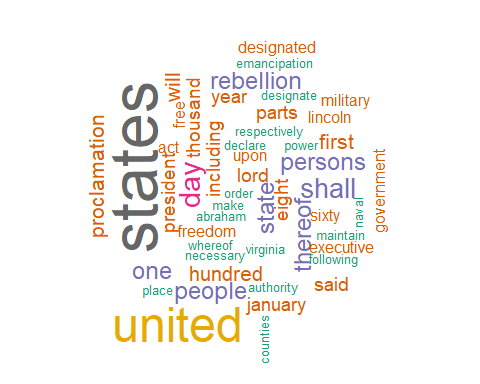 designated
emancipation
rebellion
will
year
designate
military
free
thousand
parts
lincoln
states
proclamation
respectively
act
declare
power
first
including
upon
persons
government
president
day
lord
state
eight
shall
order
make
abraham
thereof
sixty
naval
freedom
maintain
whereof
virginia
executive
necessary
following
one
hundred
said
place
people
authority
january
united
counties